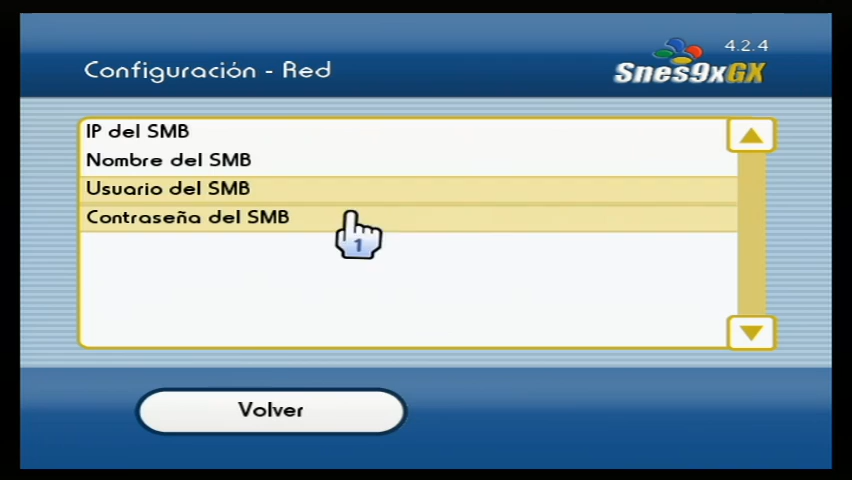 4.2.4
Configuración - Red
Snes9xGX
IP del SMB
Nombre del SMB
Usuario del SMB
Contraseña del SMB
1
Volver